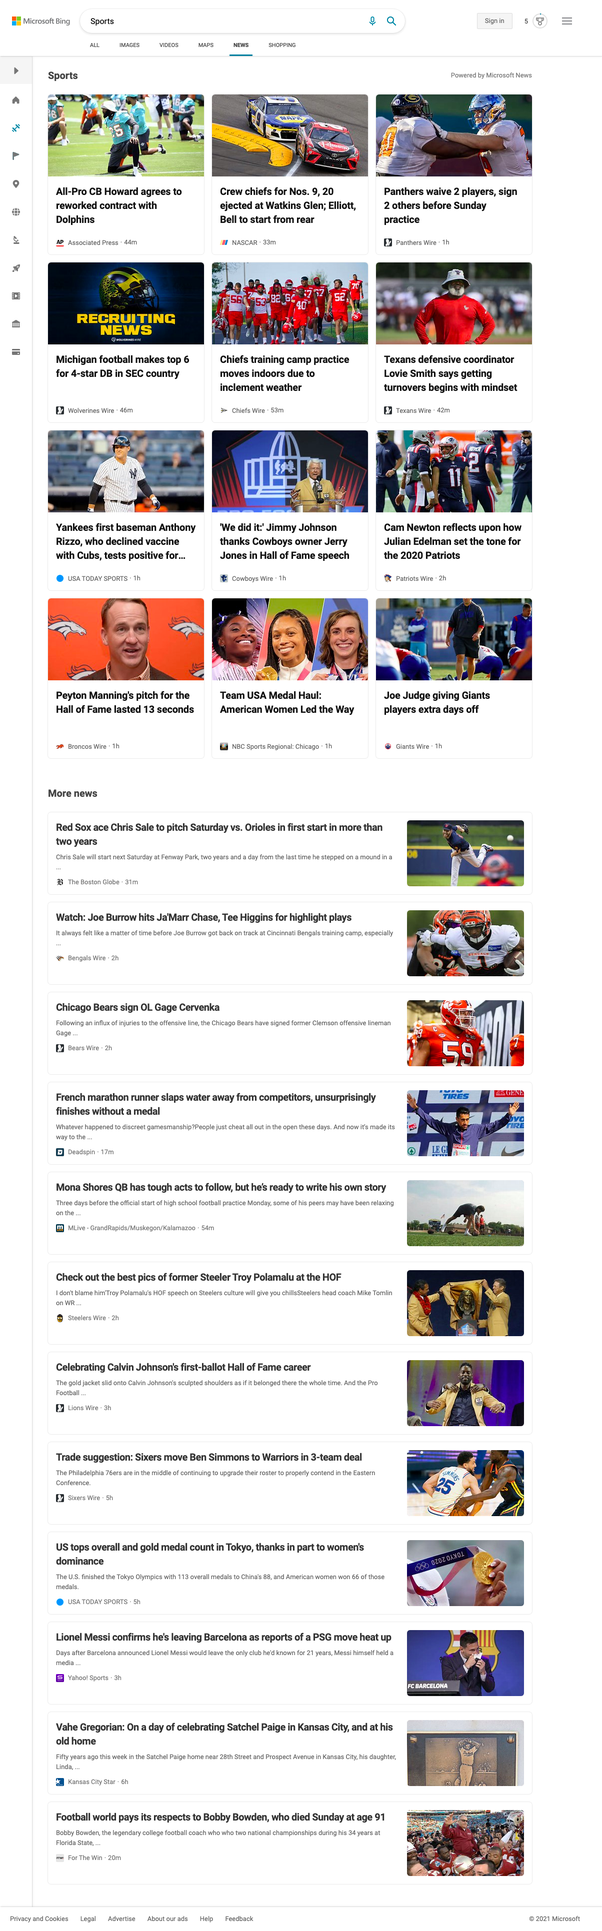 Microsoft Bing
Sports
Sign in
5
ALL IMAGES VIDEOS MAPS NEWS SHOPPING
Sports
Powered by Microsoft News
All-Pro CB Howard agrees to
reworked contract with
Dolphins
Associated Press · 44m
Crew chiefs for Nos. 9, 20
ejected at Watkins Glen; Elliott,
Bell to start from rear
NASCAR · 33m
Panthers waive 2 players, sign
2 others before Sunday
practice
Panthers Wire · 1h
RECRUITING
NEWS
Michigan football makes top 6
for 4-star DB in SEC country
Wolverines Wire · 46m
Chiefs training camp practice
moves indoors due to
inclement weather
Chiefs Wire · 53m
Texans defensive coordinator
Lovie Smith says getting
turnovers begins with mindset
Texans Wire · 42m
Yankees first baseman Anthony
Rizzo, who declined vaccine
with Cubs, tests positive for...
USA TODAY SPORTS · 1h
'We did it:' Jimmy Johnson
thanks Cowboys owner Jerry
Jones in Hall of Fame speech
Cowboys Wire · 1h
Cam Newton reflects upon how
Julian Edelman set the tone for
the 2020 Patriots
Patriots Wire · 2h
Peyton Manning's pitch for the
Hall of Fame lasted 13 seconds
Broncos Wire · 1h
Team USA Medal Haul:
American Women Led the Way
NBC Sports Regional: Chicago · 1h
Joe Judge giving Giants
players extra days off
Giants Wire · 1h
More news
Red Sox ace Chris Sale to pitch Saturday vs. Orioles in first start in more than
two years
Chris Sale will start next Saturday at Fenway Park, two years and a day from the last time he stepped on a mound in a
...
The Boston Globe · 31m
Watch: Joe Burrow hits Ja'Marr Chase, Tee Higgins for highlight plays
It always felt like a matter of time before Joe Burrow got back on track at Cincinnati Bengals training camp, especially
...
Bengals Wire · 2h
Chicago Bears sign OL Gage Cervenka
Following an influx of injuries to the offensive line, the Chicago Bears have signed former Clemson offensive lineman
Gage ...
Bears Wire · 2h
59
French marathon runner slaps water away from competitors, unsurprisingly
finishes without a medal
Whatever happened to discreet gamesmanship?People just cheat all out in the open these days. And now it's made its
way to the ...
Deadspin · 17m
Mona Shores QB has tough acts to follow, but he's ready to write his own story
Three days before the official start of high school football practice Monday, some of his peers may have been relaxing
on the ...
MLive - GrandRapids/Muskegon/Kalamazoo · 54m
Check out the best pics of former Steeler Troy Polamalu at the HOF
I don't blame him'Troy Polamalu's HOF speech on Steelers culture will give you chillsSteelers head coach Mike Tomlin
on WR ...
Steelers Wire · 2h
Celebrating Calvin Johnson's first-ballot Hall of Fame career
The gold jacket slid onto Calvin Johnson's sculpted shoulders as if it belonged there the whole time. And the Pro
Football ...
Lions Wire · 3h
Trade suggestion: Sixers move Ben Simmons to Warriors in 3-team deal
The Philadelphia 76ers are in the middle of continuing to upgrade their roster to properly contend in the Eastern
Conference.
Sixers Wire · 5h
25
US tops overall and gold medal count in Tokyo, thanks in part to women's
dominance
The U.S. finished the Tokyo Olympics with 113 overall medals to China's 88, and American women won 66 of those
medals.
USA TODAY SPORTS · 5h
TOKYO 2020
Lionel Messi confirms he's leaving Barcelona as reports of a PSG move heat up
Days after Barcelona announced Lionel Messi would leave the only club he'd known for 21 years, Messi himself held a
media ...
Yahoo! Sports · 3h
FC BARCELONA
Vahe Gregorian: On a day of celebrating Satchel Paige in Kansas City, and at his
old home
Fifty years ago this week in the Satchel Paige home near 28th Street and Prospect Avenue in Kansas City, his daughter,
Linda, ...
Kansas City Star · 6h
Football world pays its respects to Bobby Bowden, who died Sunday at age 91
Bobby Bowden, the legendary college football coach who who two national championships during his 34 years at
Florida State, ...
For The Win · 20m
Privacy and Cookies Legal Advertise About our ads Help Feedback
© 2021 Microsoft